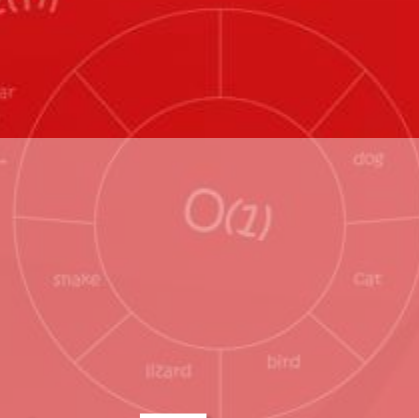 dog
O(1)
snake
Cat
lizard
bird